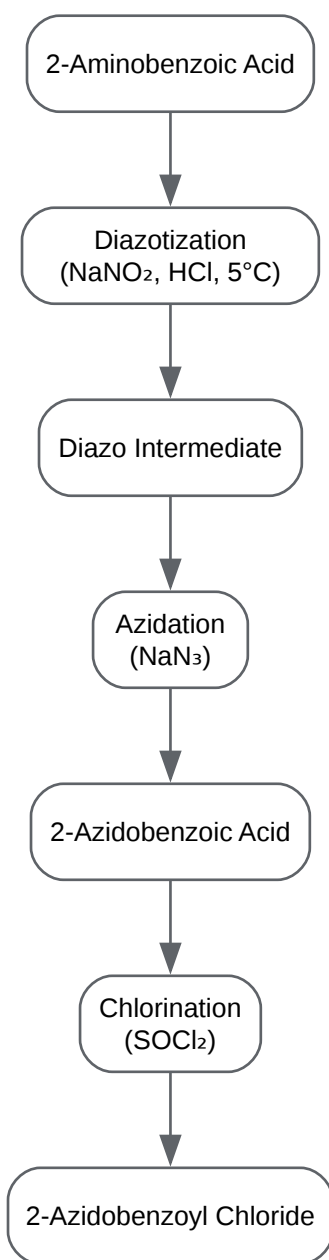 2-Aminobenzoic Acid
Diazotization
(NaNO₂, HCl, 5°C)
Diazo Intermediate
Azidation
(NaN₃)
2-Azidobenzoic Acid
Chlorination
(SOCl₂)
2-Azidobenzoyl Chloride